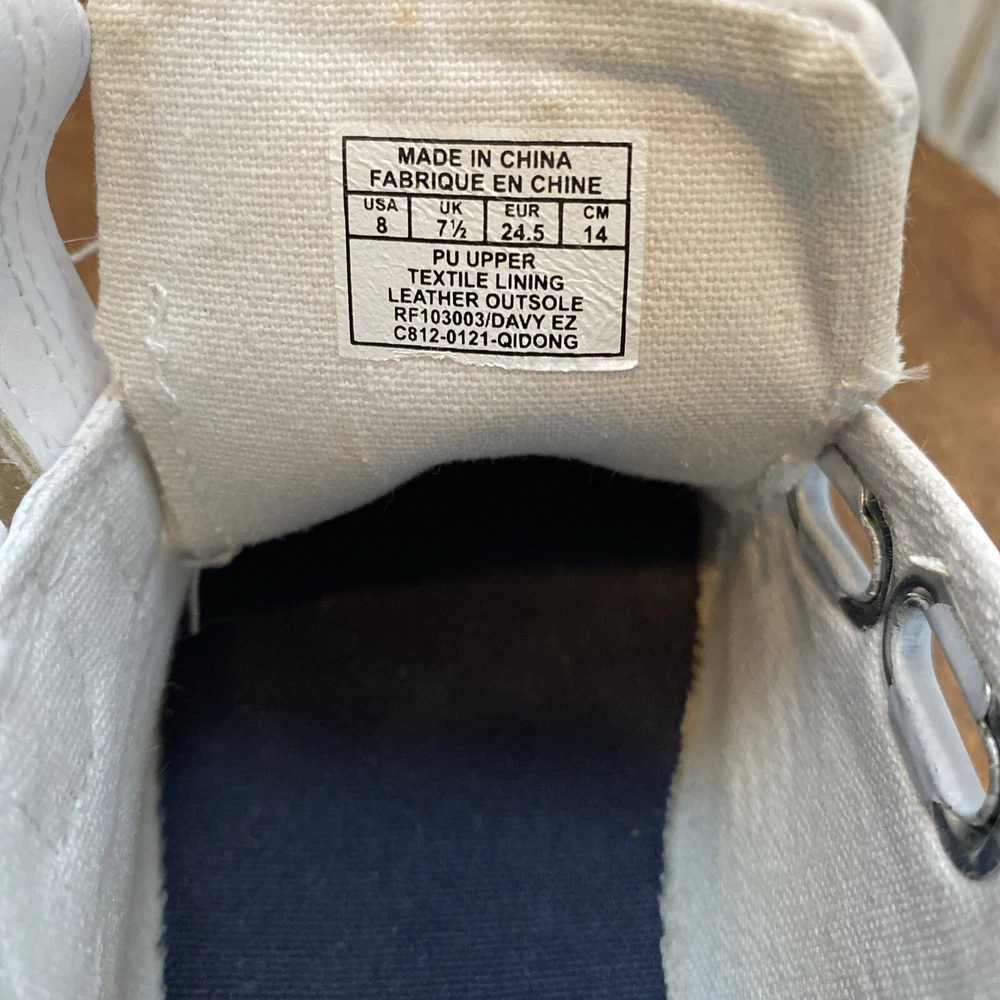 MADE IN CHINA
FABRIQUE EN CHINE
USA UK EUR CM
8 7½ 24.5 14
PU UPPER
TEXTILE LINING
LEATHER OUTSOLE
RF103003/DAVY EZ
C812-0121-QIDONG